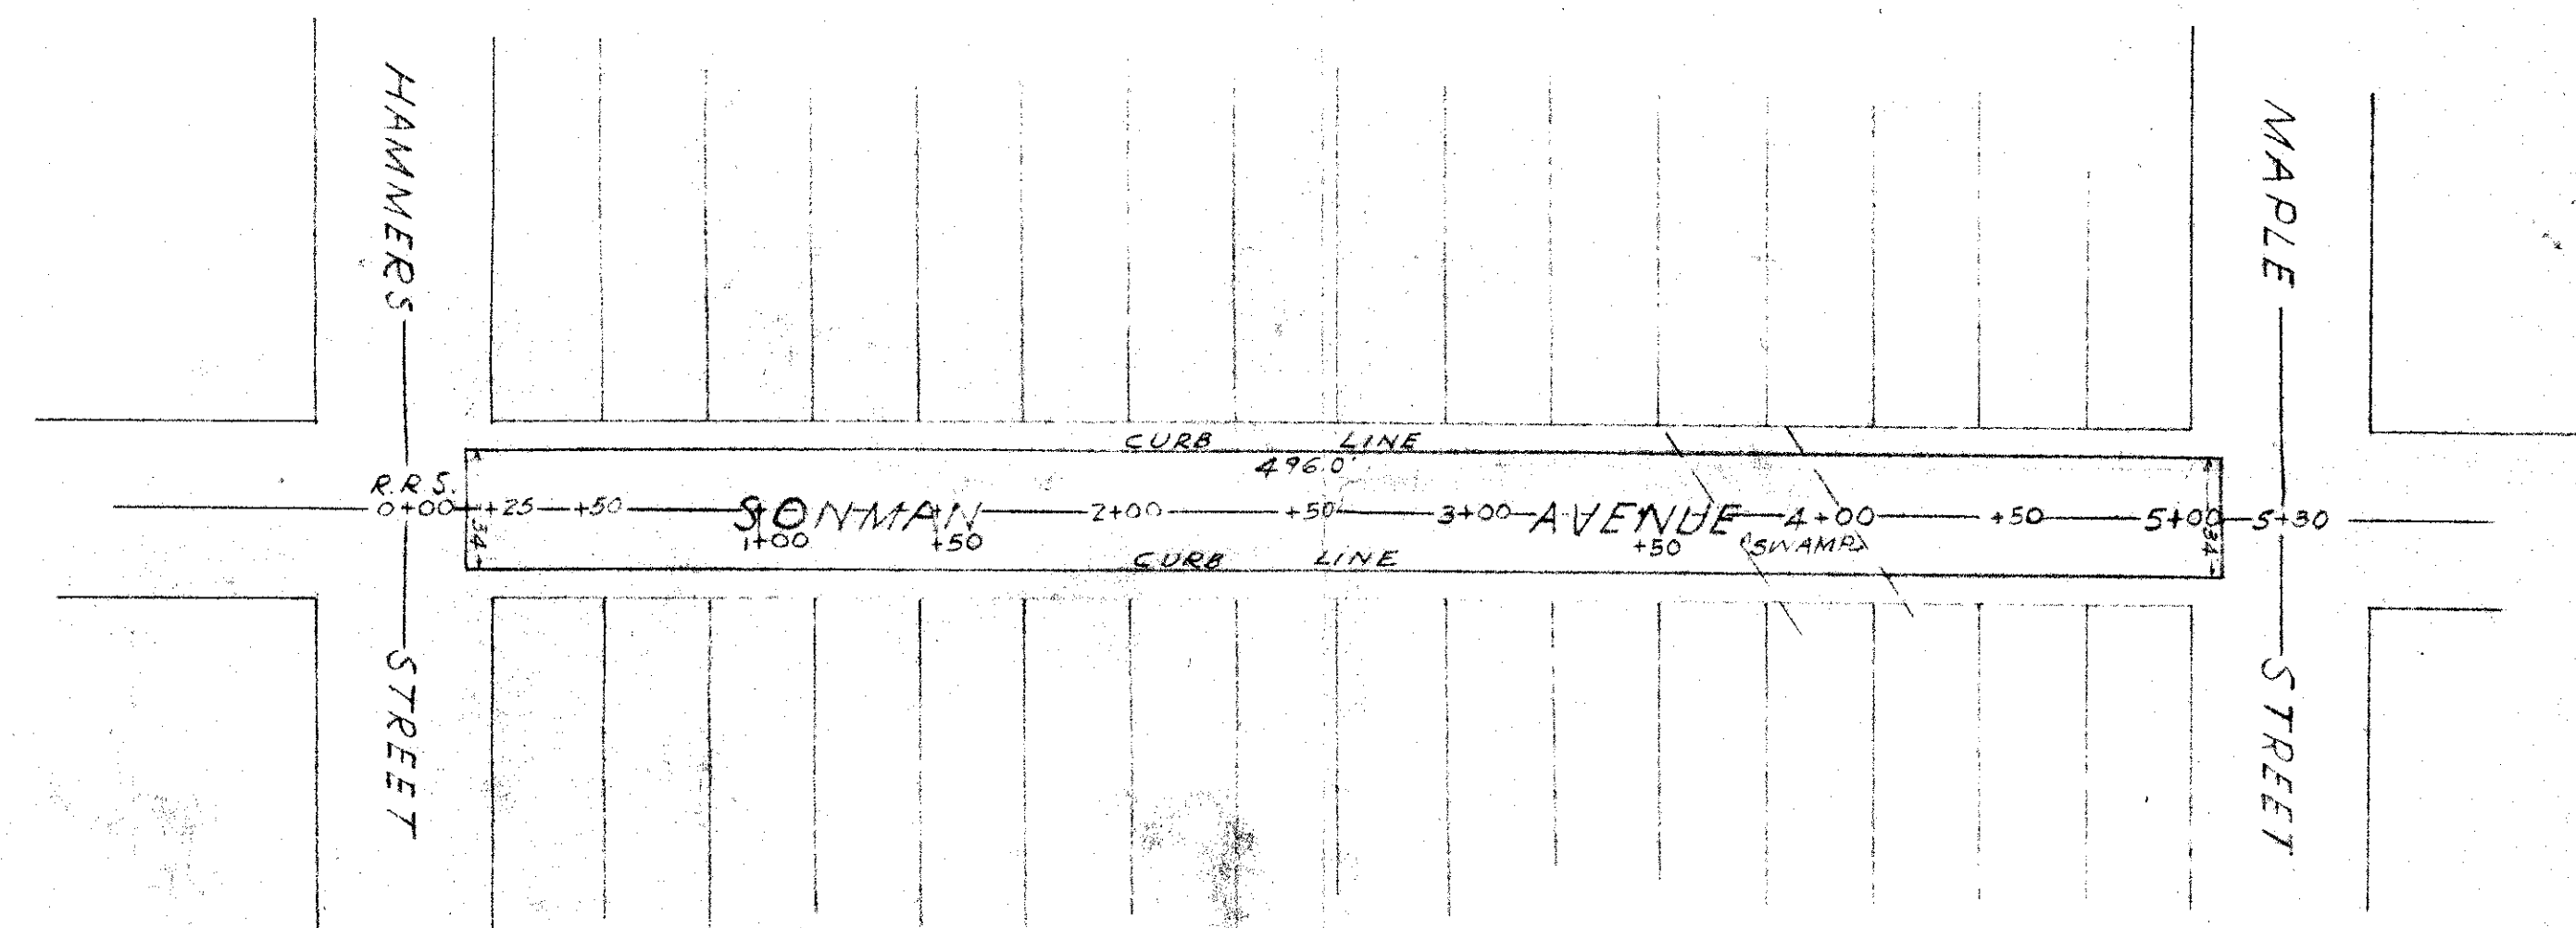 HAMMERS STREET
MAPLE STREET
CURB LINE
496.0'
R.R.S.
0+00 +25 +50 SONMAN 2+00 +50 3+00 AVENUE 4+00 +50 5+00 5+30
1+00 +50 +50 (SWAMP)
34
34
CURB LINE